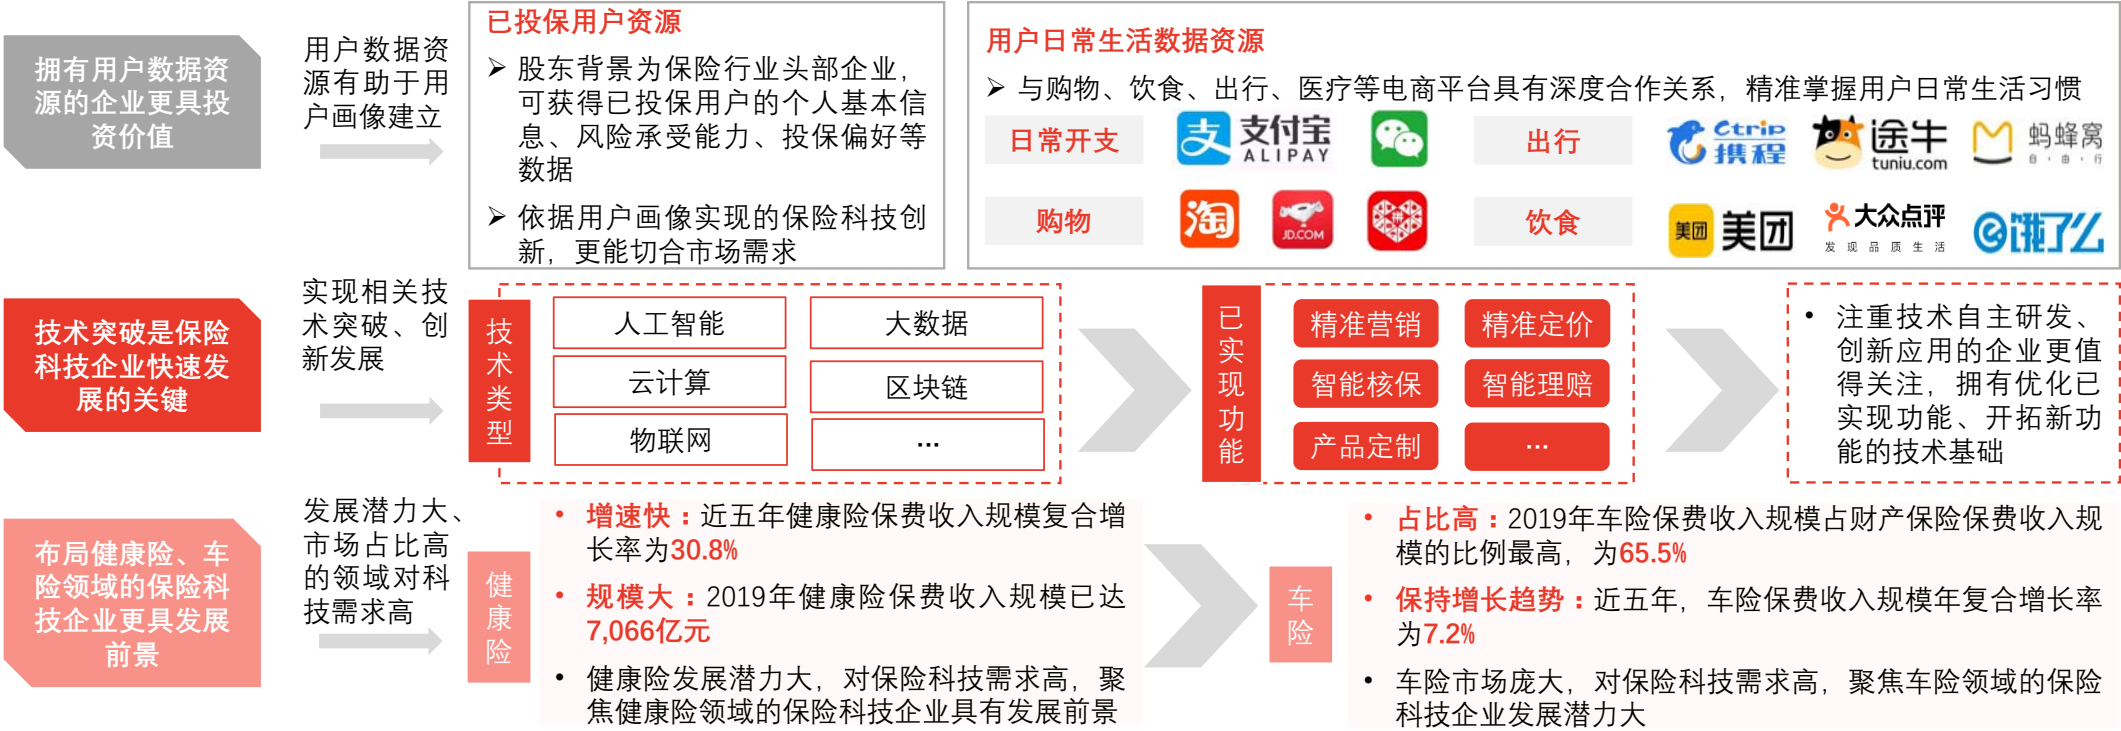 拥有用户数据资
源的企业更具投
资价值
用户数据资
源有助于用
户画像建立
已投保用户资源
➢ 股东背景为保险行业头部企业，
可获得已投保用户的个人基本信
息、风险承受能力、投保偏好等
数据
➢ 依据用户画像实现的保险科技创
新，更能切合市场需求
用户日常生活数据资源
➢ 与购物、饮食、出行、医疗等电商平台具有深度合作关系，精准掌握用户日常生活习惯
日常开支
支
支付宝
ALIPAY
出行
Ctrip
携程
途牛
tuniu.com
蚂蜂窝
自·由·行
购物
淘
JD.COM
拼
饮食
美团
美团
大众点评
发现品质生活
饿了么
技术突破是保险
科技企业快速发
展的关键
实现相关技
术突破、创
新发展
技术类型
人工智能
大数据
云计算
区块链
物联网
...
已实现功能
精准营销
精准定价
智能核保
智能理赔
产品定制
...
• 注重技术自主研发、
创新应用的企业更值
得关注，拥有优化已
实现功能、开拓新功
能的技术基础
布局健康险、车
险领域的保险科
技企业更具发展
前景
发展潜力大、
市场占比高
的领域对科
技需求高
健康险
• 增速快：近五年健康险保费收入规模复合增
长率为30.8%
• 规模大：2019年健康险保费收入规模已达
7,066亿元
• 健康险发展潜力大，对保险科技需求高，聚
焦健康险领域的保险科技企业具有发展前景
车险
• 占比高：2019年车险保费收入规模占财产保险保费收入规
模的比例最高，为65.5%
• 保持增长趋势：近五年，车险保费收入规模年复合增长率
为7.2%
• 车险市场庞大，对保险科技需求高，聚焦车险领域的保险
科技企业发展潜力大